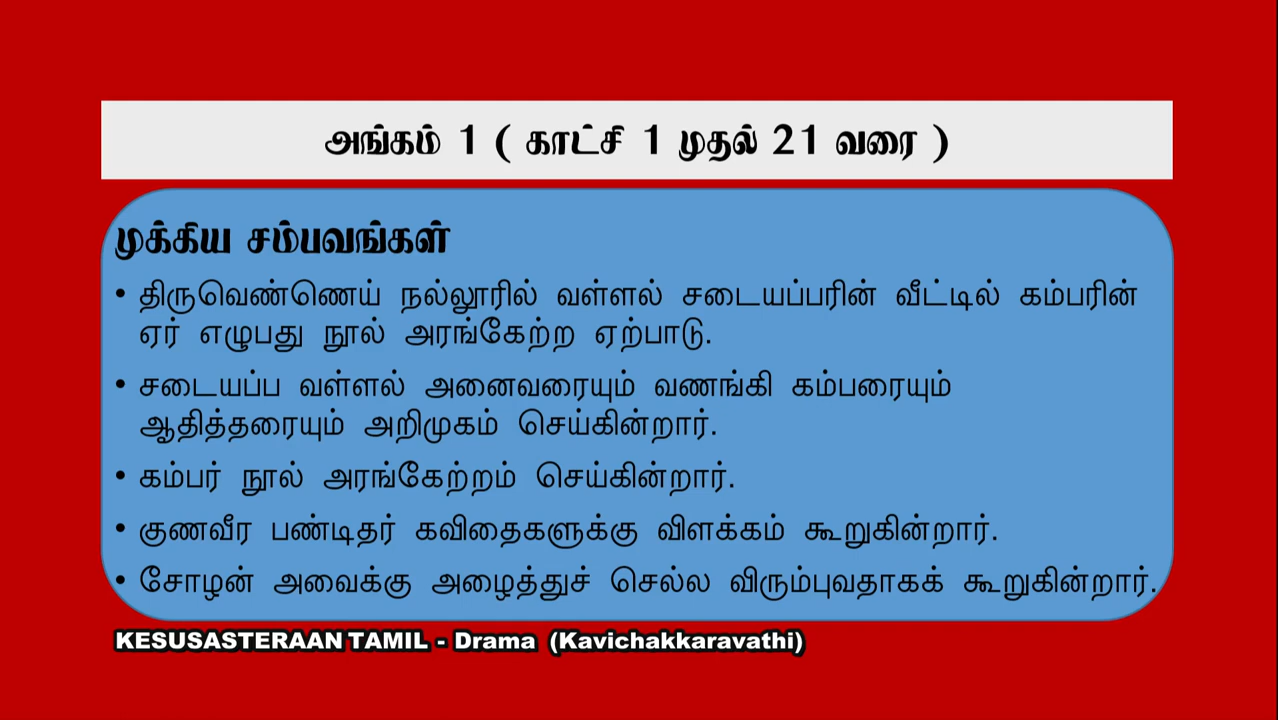 அங்கம் 1 ( காட்சி 1 முதல் 21 வரை )
முக்கிய சம்பவங்கள்
• திருவெண்ணெய் நல்லூரில் வள்ளல் சடையப்பரின் வீட்டில் கம்பரின்
ஏர் எழுபது நூல் அரங்கேற்ற ஏற்பாடு.
• சடையப்ப வள்ளல் அனைவரையும் வணங்கி கம்பரையும்
ஆதித்தரையும் அறிமுகம் செய்கின்றார்.
• கம்பர் நூல் அரங்கேற்றம் செய்கின்றார்.
• குணவீர பண்டிதர் கவிதைகளுக்கு விளக்கம் கூறுகின்றார்.
• சோழன் அவைக்கு அழைத்துச் செல்ல விரும்புவதாகக் கூறுகின்றார்.
KESUSASTERAAN TAMIL - Drama (Kavichakkaravathi)